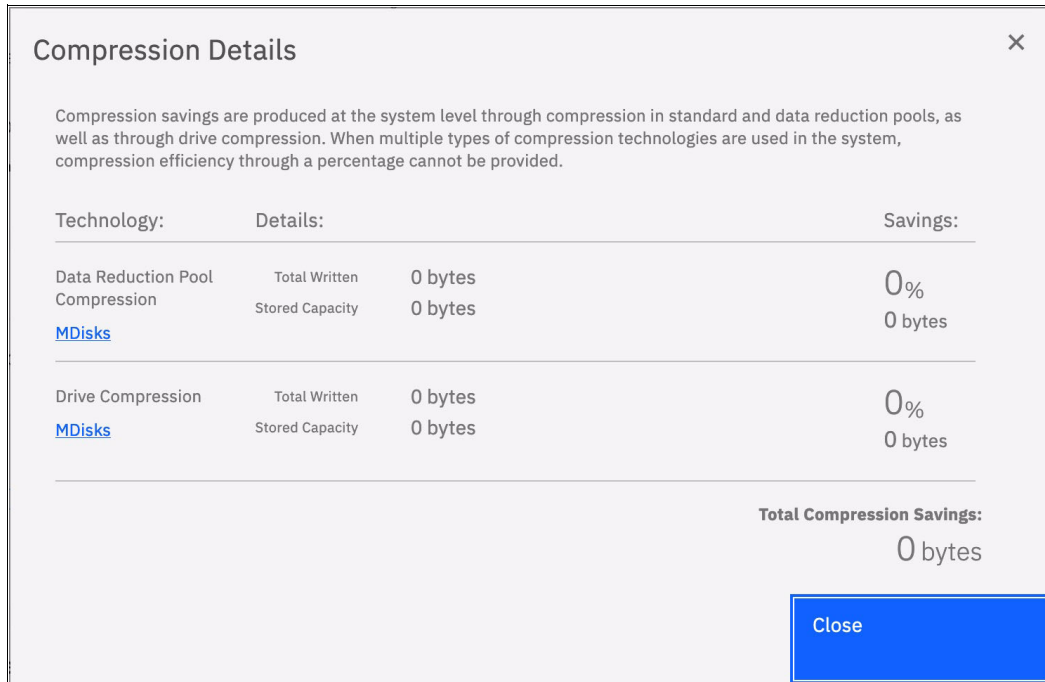 Compression Details
Compression savings are produced at the system level through compression in standard and data reduction pools, as
well as through drive compression. When multiple types of compression technologies are used in the system,
compression efficiency through a percentage cannot be provided.
Technology: Details: Savings:
Data Reduction Pool
Compression
MDisks
Total Written 0 bytes
Stored Capacity 0 bytes
0%
0 bytes
Drive Compression
MDisks
Total Written 0 bytes
Stored Capacity 0 bytes
0%
0 bytes
Total Compression Savings:
0 bytes
Close